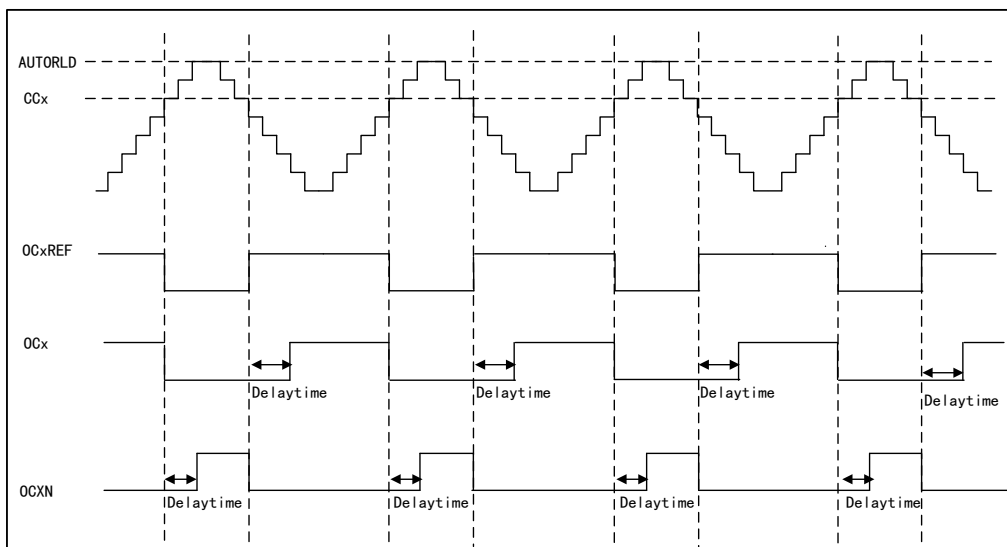 AUTORLD
CCx
OCxREF
OCx
Delaytime
Delaytime
Delaytime
Delaytime
OCXN
Delaytime
Delaytime
Delaytime
Delaytime